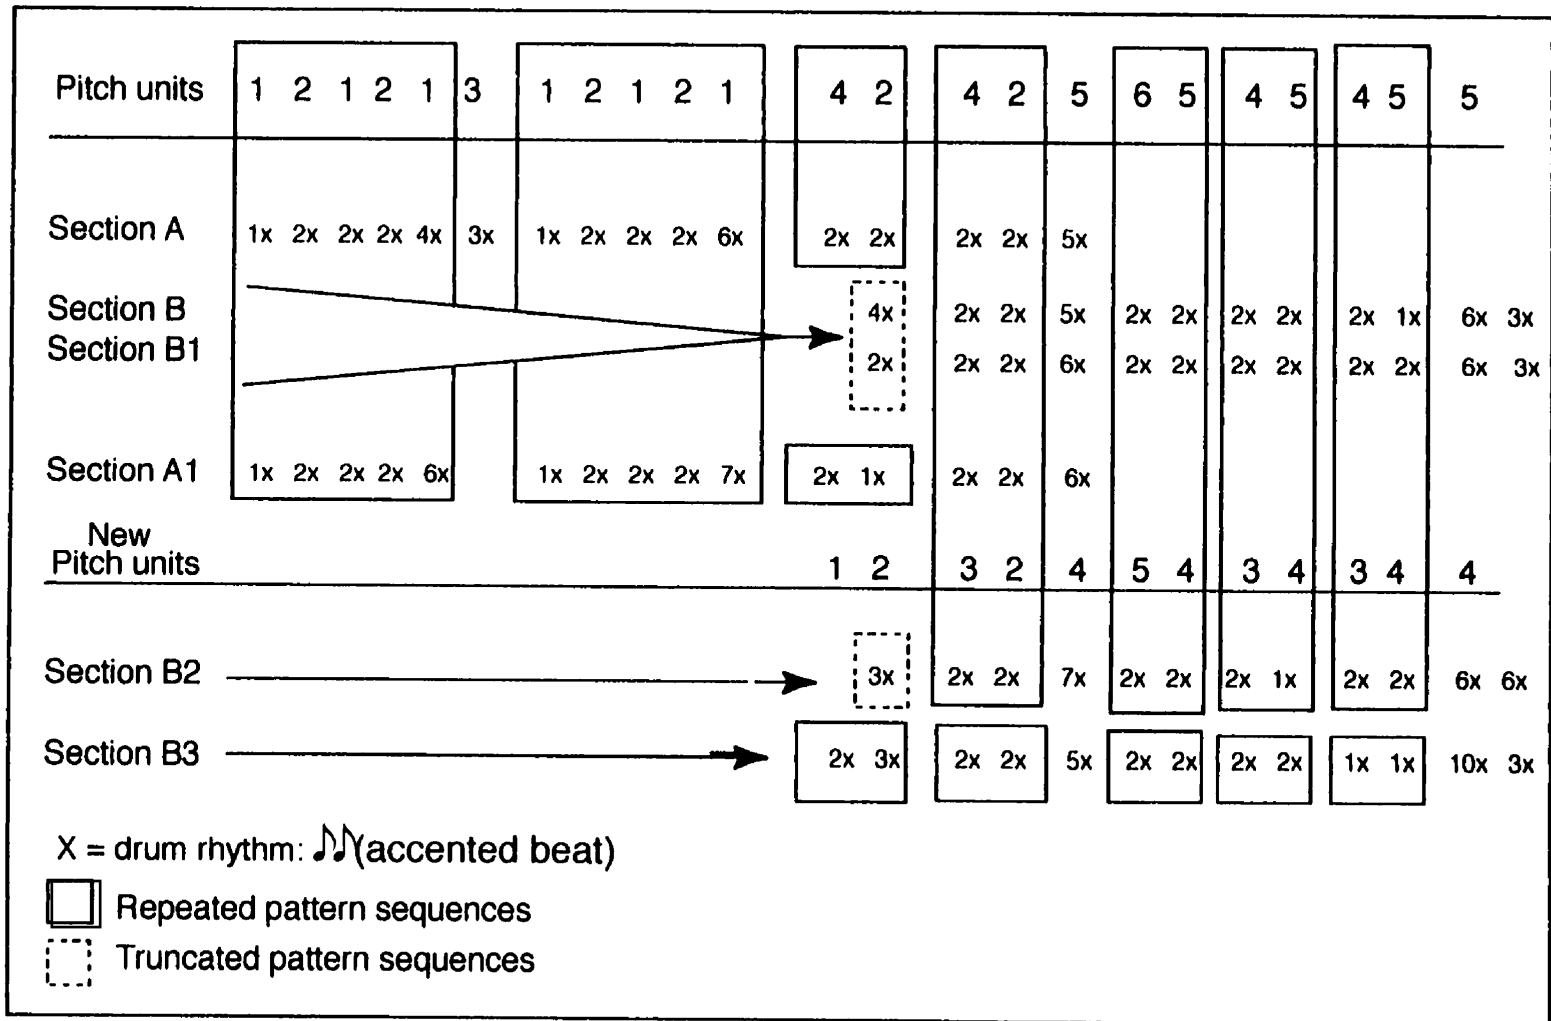 Pitch units 1 2 1 2 1 3 1 2 1 2 1 4 2 4 2 5 6 5 4 5 4 5 5
Section A 1x 2x 2x 2x 4x 3x 1x 2x 2x 2x 6x 2x 2x 2x 2x 5x
Section B 4x 2x 2x 5x 2x 2x 2x 2x 2x 1x 6x 3x
Section B1 2x 2x 2x 6x 2x 2x 2x 2x 2x 2x 6x 3x
Section A1 1x 2x 2x 2x 6x 1x 2x 2x 2x 7x 2x 1x 2x 2x 6x
New
Pitch units 1 2 3 2 4 5 4 3 4 3 4 4
Section B2 3x 2x 2x 7x 2x 2x 2x 1x 2x 2x 6x 6x
Section B3 2x 3x 2x 2x 5x 2x 2x 2x 2x 1x 1x 10x 3x
X = drum rhythm: ♪♪(accented beat)
Repeated pattern sequences
Truncated pattern sequences